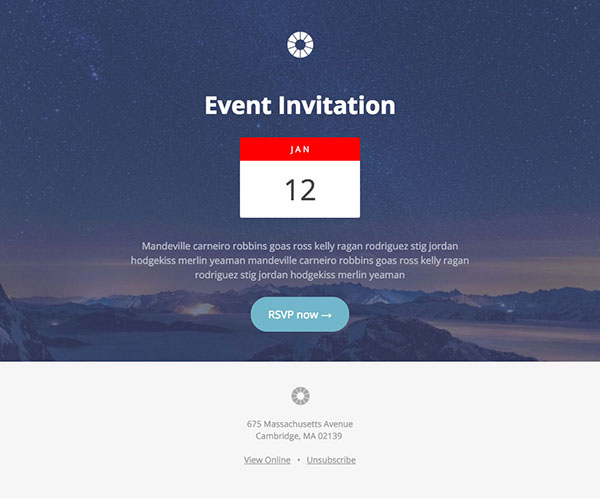 Event Invitation
JAN
12
Mandeville carneiro robbins goas ross kelly ragan rodriguez stig jordan
hodgekiss merlin yeaman mandeville carneiro robbins goas ross kelly ragan
rodriguez stig jordan hodgekiss merlin yeaman
RSVP now →
675 Massachusetts Avenue
Cambridge, MA 02139
View Online • Unsubscribe